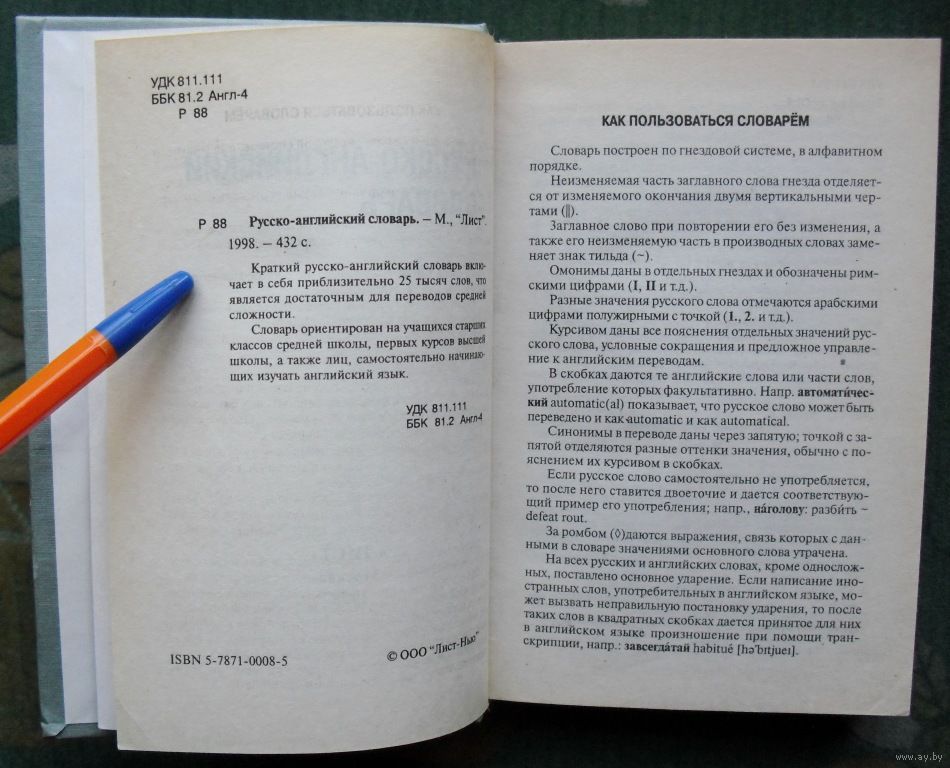 УДК 811.111
ББК 81.2 Англ-4
Р 88
Р 88 Русско-английский словарь. – М., "Лист".
1998. – 432 с.
Краткий русско-английский словарь вклю-
чает в себя приблизительно 25 тысяч слов, что
является достаточным для переводов средней
сложности.
Словарь ориентирован на учащихся старших
классов средней школы, первых курсов высшей
школы, а также лиц, самостоятельно начинаю-
щих изучать английский язык.
УДК 811.111
ББК 81.2 Англ-4
ISBN 5-7871-0008-5
© ООО "Лист-Нью"
КАК ПОЛЬЗОВАТЬСЯ СЛОВАРЁМ
Словарь построен по гнездовой системе, в алфавитном
порядке.
Неизменяемая часть заглавного слова гнезда отделяет-
ся от изменяемого окончания двумя вертикальными чер-
тами (||).
Заглавное слово при повторении его без изменения, а
также его неизменяемую часть в производных словах заме-
няет знак тильда (~).
Омонимы даны в отдельных гнездах и обозначены рим-
скими цифрами (I, II и т.д.).
Разные значения русского слова отмечаются арабскими
цифрами полужирными с точкой (1., 2. и т.д.).
Курсивом даны все пояснения отдельных значений рус-
ского слова, условные сокращения и предложное управле-
ние к английским переводам.
В скобках даются те английские слова или части слов,
употребление которых факультативно. Напр. автомати́чес-
кий automatic(al) показывает, что русское слово может быть
переведено и как automatic и как automatical.
Синонимы в переводе даны через запятую; точкой с за-
пятой отделяются разные оттенки значения, обычно с по-
яснением их курсивом в скобках.
Если русское слово самостоятельно не употребляется,
то после него ставится двоеточие и дается соответствую-
щий пример его употребления; напр., на́голову: разби́ть ~
defeat rout.
За ромбом (◊)даются выражения, связь которых с дан-
ными в словаре значениями основного слова утрачена.
На всех русских и английских словах, кроме однослож-
ных, поставлено основное ударение. Если написание ино-
странных слов, употребительных в английском языке, мо-
жет вызвать неправильную постановку ударения, то после
таких слов в квадратных скобках дается принятое для них
в английском языке произношение при помощи тран-
скрипции, напр.: завсегда́тай habitué [hə'bɪtjueɪ].
www.ay.by